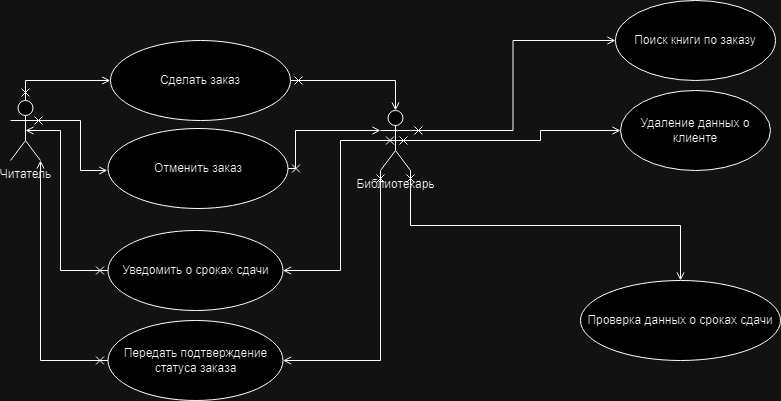 Поиск книги по заказу
Сделать заказ
Удаление данных о
клиенте
Отменить заказ
Читатель
Библиотекарь
Уведомить о сроках сдачи
Проверка данных о сроках сдачи
Передать подтверждение
статуса заказа